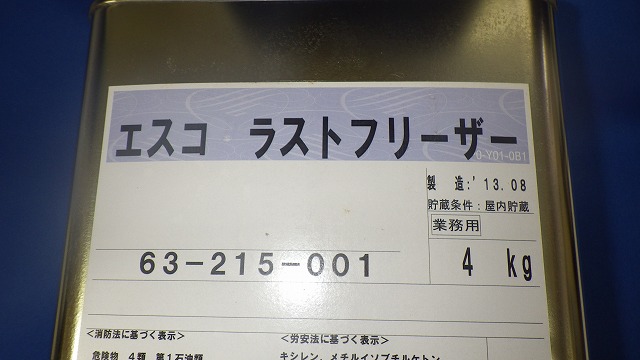 エスコ ラストフリーザー
0-Y01-0B1
製 造:'13.08
貯蔵条件:屋内貯蔵
業務用
63-215-001
4 kg
<消防法に基づく表示>
<労安法に基づく表示>
危険物 4類 第1石油類
キシレン、メチルイソブチルケトン